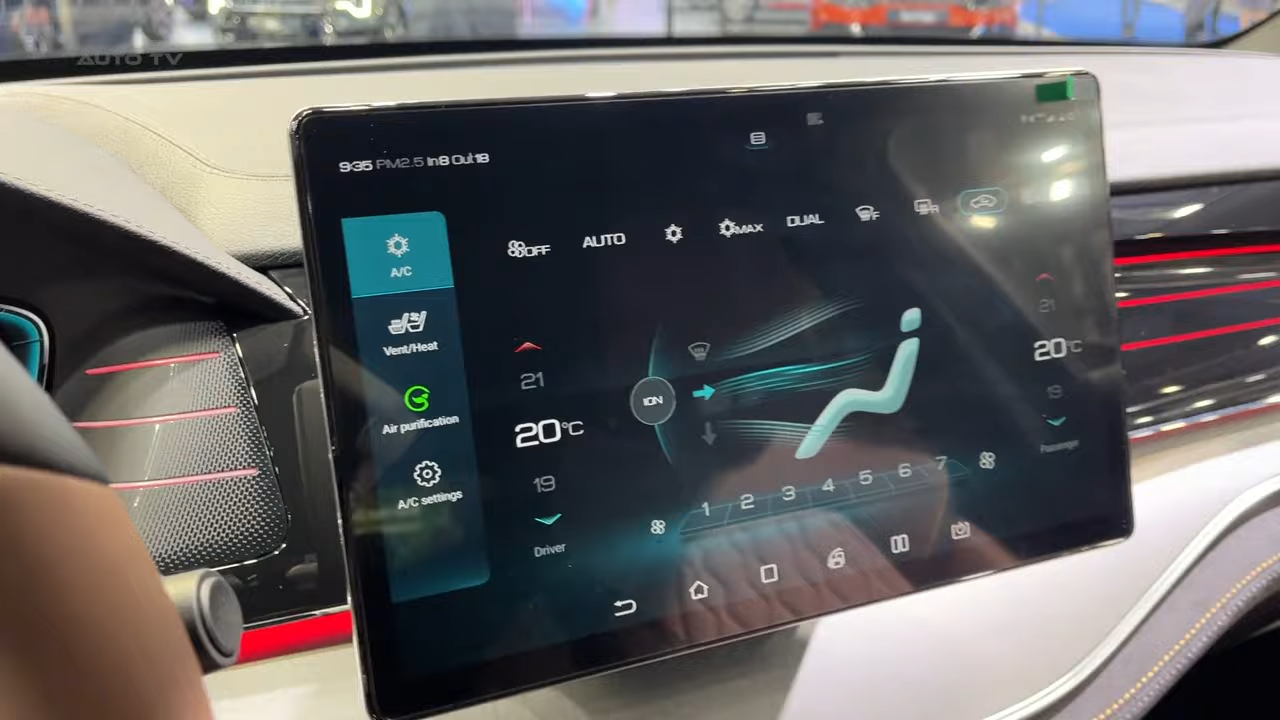 AUTO TV
9:35 PM2.5 In8 Out18
A/C
Vent/Heat
Air purification
A/C settings
OFF AUTO MAX DUAL F R
21
20°C
19
Driver
ION
21
20°C
19
Passenger
1 2 3 4 5 6 7